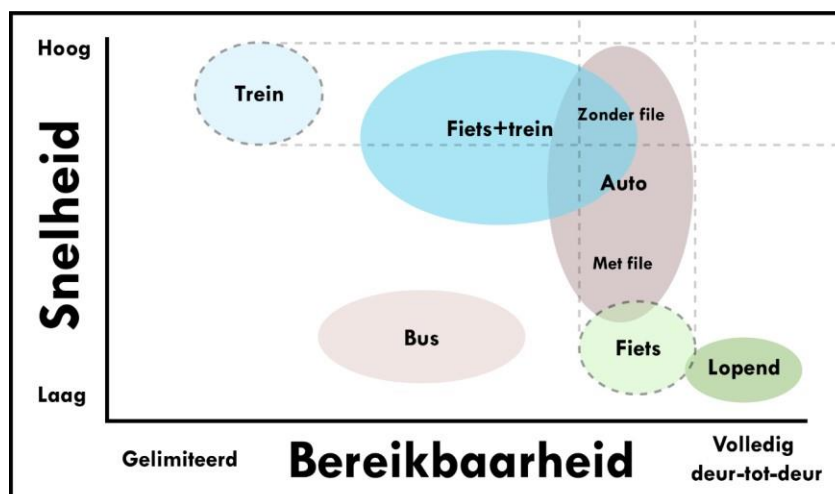 Hoog
Snelheid
Laag
Trein
Fiets+trein
Zonder file
Auto
Met file
Bus
Fiets
Lopend
Gelimiteerd
Bereikbaarheid
Volledig
deur-tot-deur